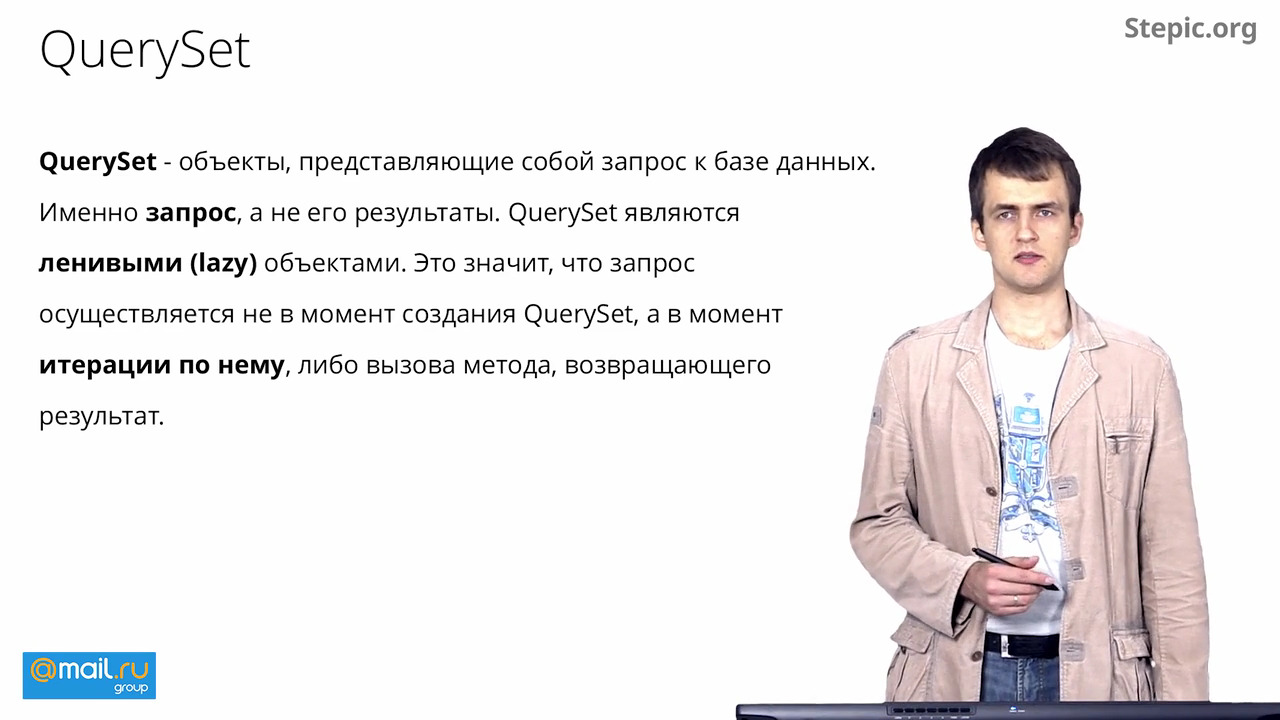 QuerySet
Stepic.org
QuerySet - объекты, представляющие собой запрос к базе данных.
Именно запрос, а не его результаты. QuerySet являются
ленивыми (lazy) объектами. Это значит, что запрос
осуществляется не в момент создания QuerySet, а в момент
итерации по нему, либо вызова метода, возвращающего
результат.
@mail.ru
group